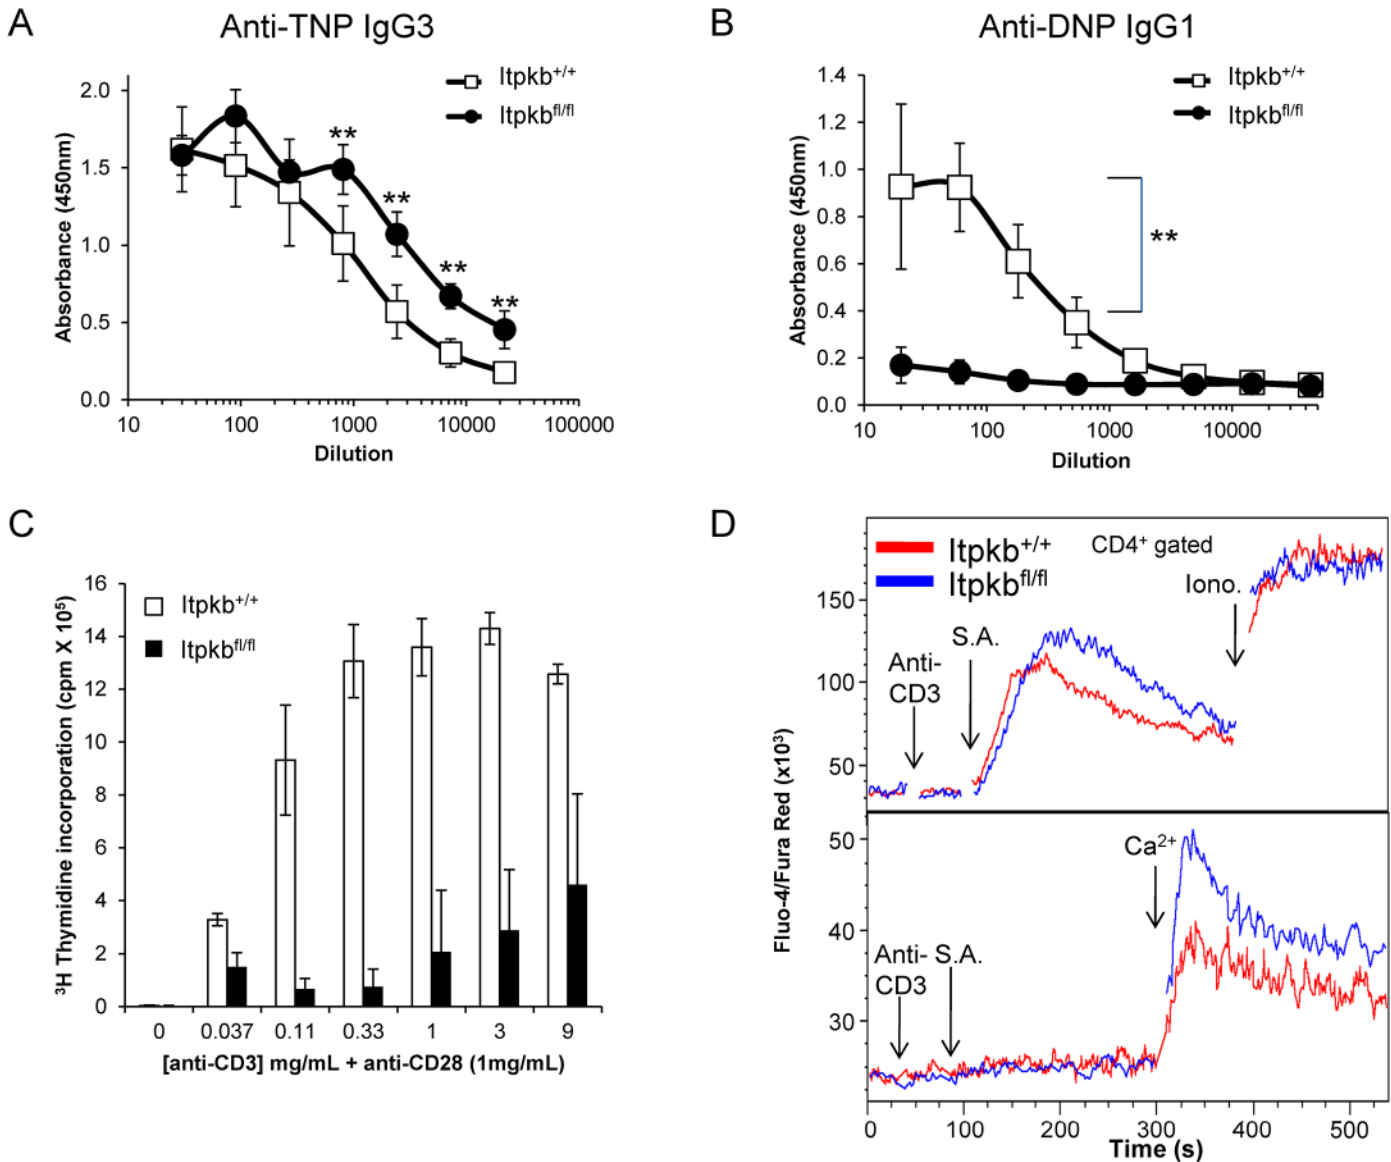 A
Anti-TNP IgG3
Itpkb+/+
Itpkbfl/fl
Absorbance (450nm)
2.0
1.5
1.0
0.5
0.0
**
**
**
**
10
100
1000
10000
100000
Dilution
B
Anti-DNP IgG1
Itpkb+/+
Itpkbfl/fl
Absorbance (450nm)
1.4
1.2
1.0
0.8
0.6
0.4
0.2
0.0
**
10
100
1000
10000
Dilution
C
Itpkb+/+
Itpkbfl/fl
³H Thymidine incorporation (cpm X 10⁵)
16
14
12
10
8
6
4
2
0
0
0.037
0.11
0.33
1
3
9
[anti-CD3] mg/mL + anti-CD28 (1mg/mL)
D
Itpkb+/+
Itpkbfl/fl
CD4⁺ gated
Iono.
S.A.
Anti-
CD3
150
100
50
Fluo-4/Fura Red (x10³)
Ca²⁺
Anti- S.A.
CD3
50
40
30
0
100
200
300
400
500
Time (s)